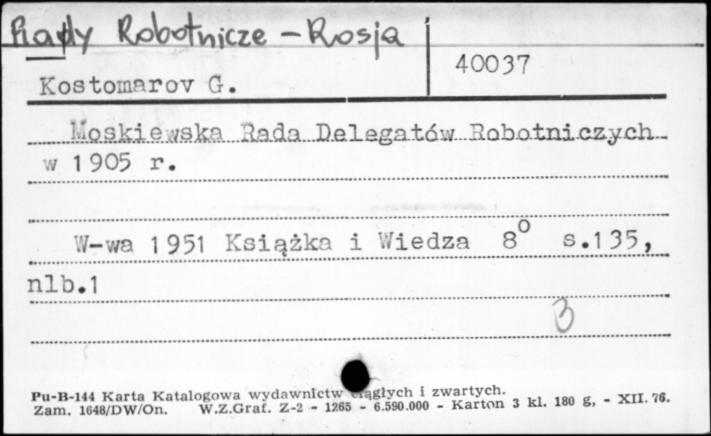 Rady Robotnicze - Rosja
40037
Kostomarov G.
Moskiewska Rada Delegatów Robotniczych
w 1905 r.
W-wa 1951 Książka i Wiedza 8° s.135,
nlb.1
3
Pu-B-144 Karta Katalogowa wydawnictw ciągłych i zwartych.
Zam. 1648/DW/On. W.Z.Graf. Z-2 - 1265 - 6.590.000 - Karton 3 kl. 180 g, - XII. 76.